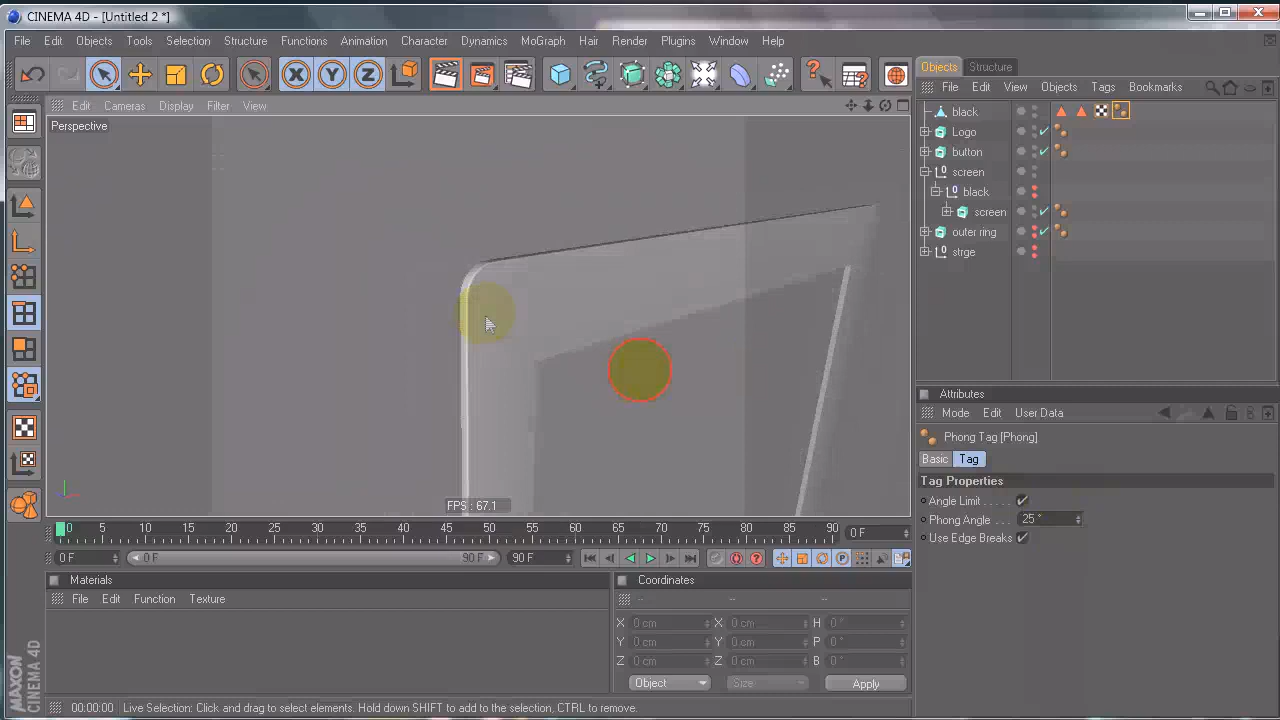 CINEMA 4D - [Untitled 2 *]
File Edit Objects Tools Selection Structure Functions Animation Character Dynamics MoGraph Hair Render Plugins Window Help
X Y Z
Objects Structure
Edit Cameras Display Filter View
File Edit View Objects Tags Bookmarks
Perspective
black
Logo
button
screen
black
screen
outer ring
strge
Attributes
Mode Edit User Data
Phong Tag [Phong]
Basic Tag
Tag Properties
Angle Limit
Phong Angle 25 °
Use Edge Breaks
FPS : 67.1
0 5 10 15 20 25 30 35 40 45 50 55 60 65 70 75 80 85 90 0 F
0 F 0 F 90 F 90 F
Materials Coordinates
File Edit Function Texture
-- -- --
X 0 cm X 0 cm H 0 °
Y 0 cm Y 0 cm P 0 °
Z 0 cm Z 0 cm B 0 °
Object Size Apply
MAXON CINEMA 4D
00:00:00 Live Selection: Click and drag to select elements. Hold down SHIFT to add to the selection, CTRL to remove.